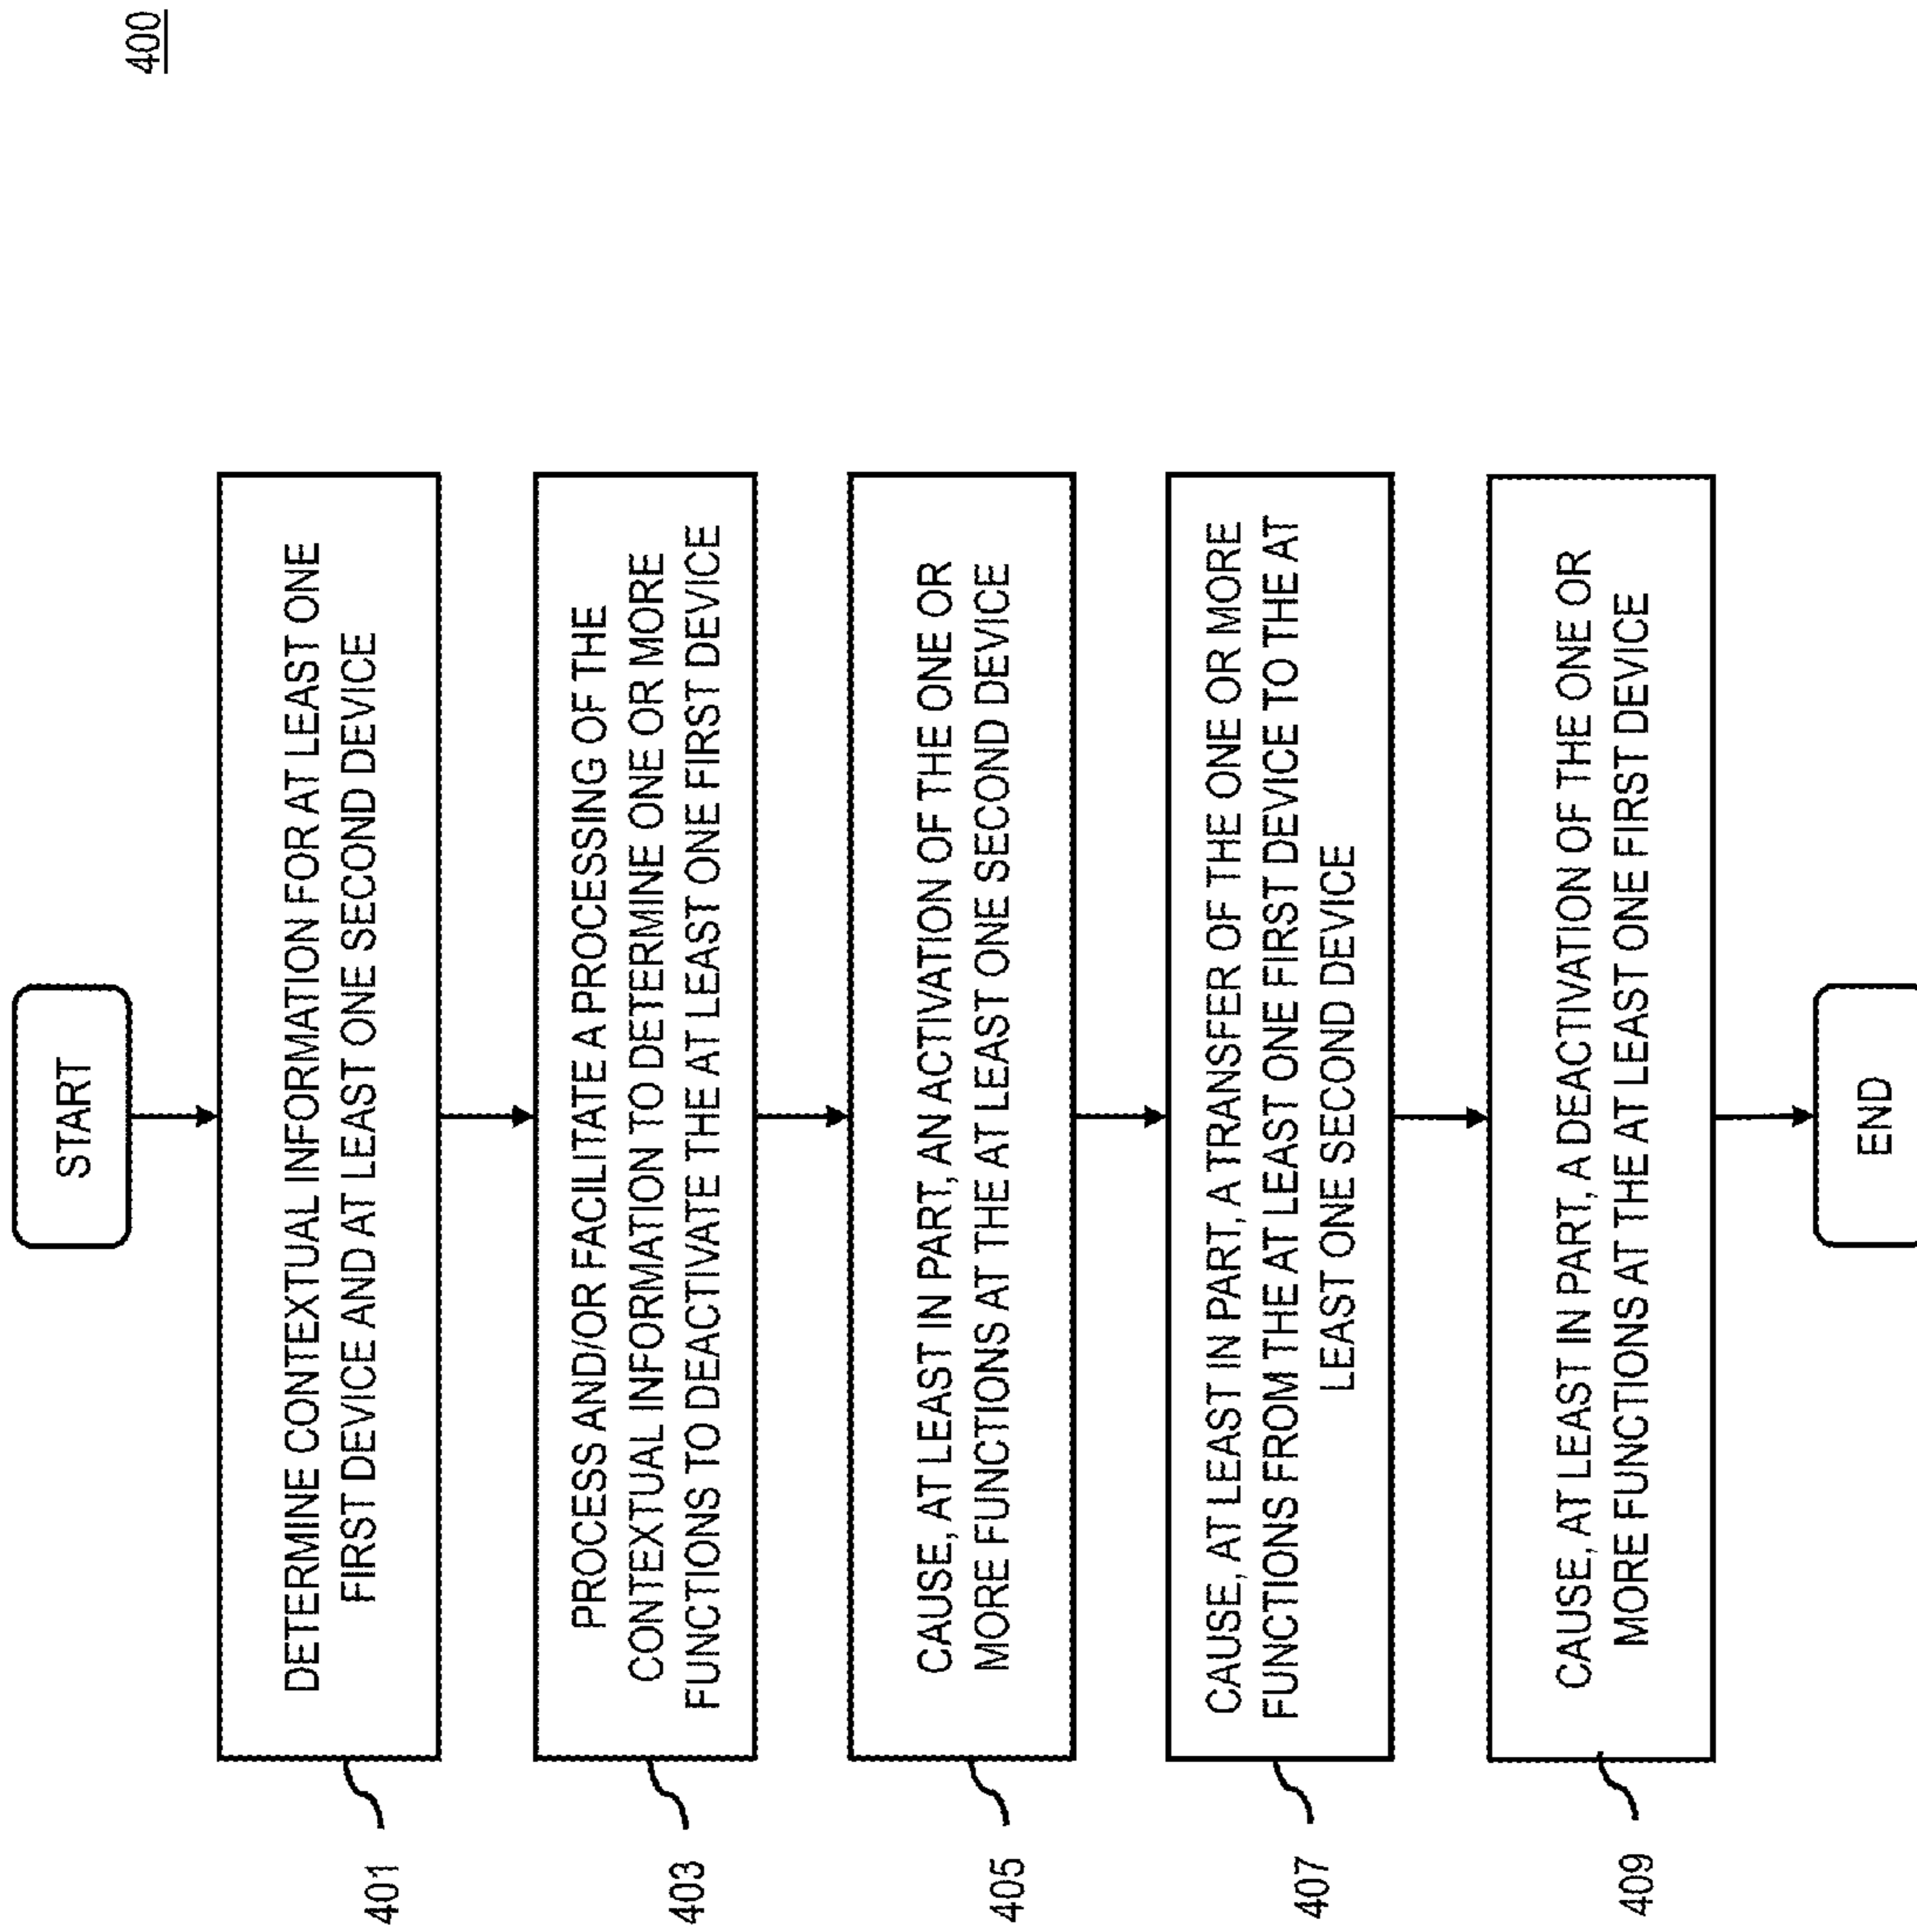 400
START
401
DETERMINE CONTEXTUAL INFORMATION FOR AT LEAST ONE
FIRST DEVICE AND AT LEAST ONE SECOND DEVICE
403
PROCESS AND/OR FACILITATE A PROCESSING OF THE
CONTEXTUAL INFORMATION TO DETERMINE ONE OR MORE
FUNCTIONS TO DEACTIVATE THE AT LEAST ONE FIRST DEVICE
405
CAUSE, AT LEAST IN PART, AN ACTIVATION OF THE ONE OR
MORE FUNCTIONS AT THE AT LEAST ONE SECOND DEVICE
407
CAUSE, AT LEAST IN PART, A TRANSFER OF THE ONE OR MORE
FUNCTIONS FROM THE AT LEAST ONE FIRST DEVICE TO THE AT
LEAST ONE SECOND DEVICE
409
CAUSE, AT LEAST IN PART, A DEACTIVATION OF THE ONE OR
MORE FUNCTIONS AT THE AT LEAST ONE FIRST DEVICE
END